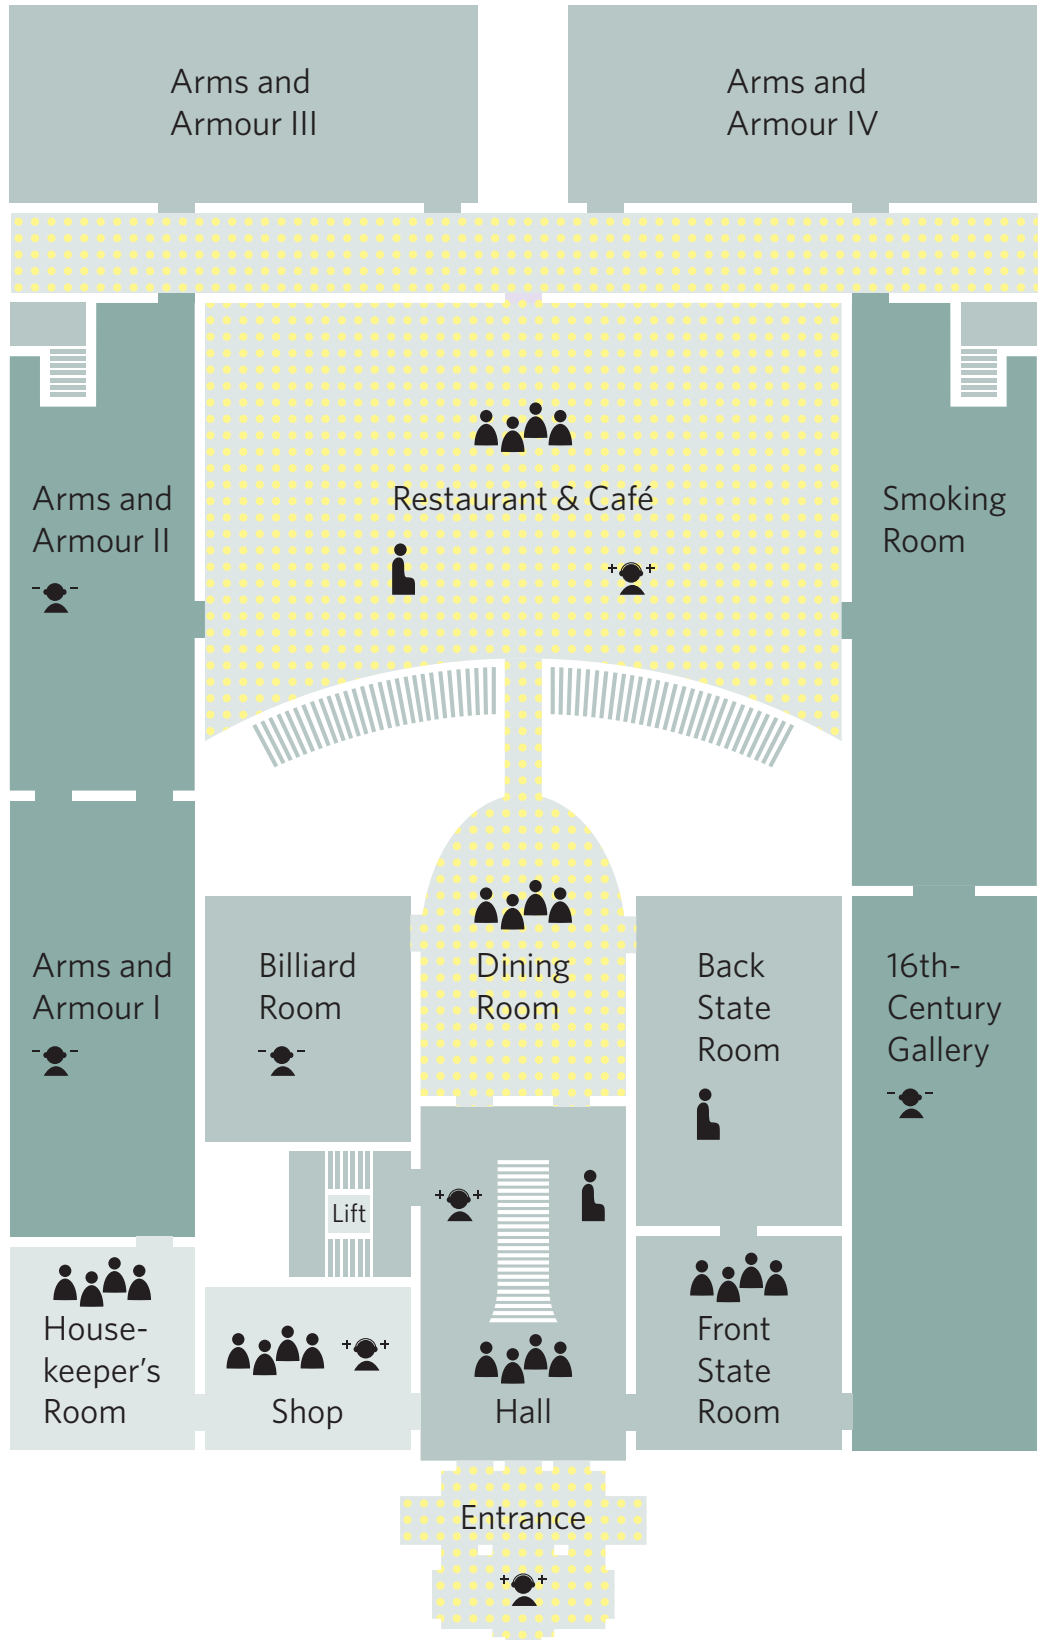 Arms and
Armour III
Arms and
Armour IV
Arms and
Armour II
Restaurant & Café
Smoking
Room
Arms and
Armour I
Billiard
Room
Dining
Room
Back
State
Room
16th-
Century
Gallery
Lift
House-
keeper's
Room
Shop
Hall
Front
State
Room
Entrance